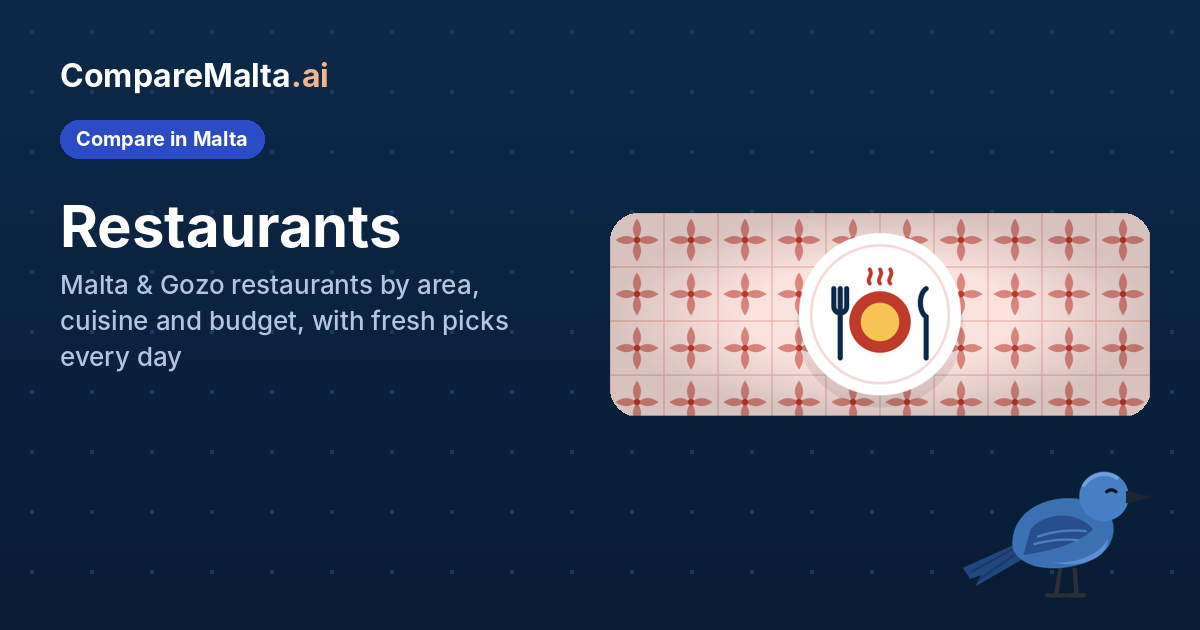 CompareMalta.ai
Compare in Malta
Restaurants
Malta & Gozo restaurants by area,
cuisine and budget, with fresh picks
every day